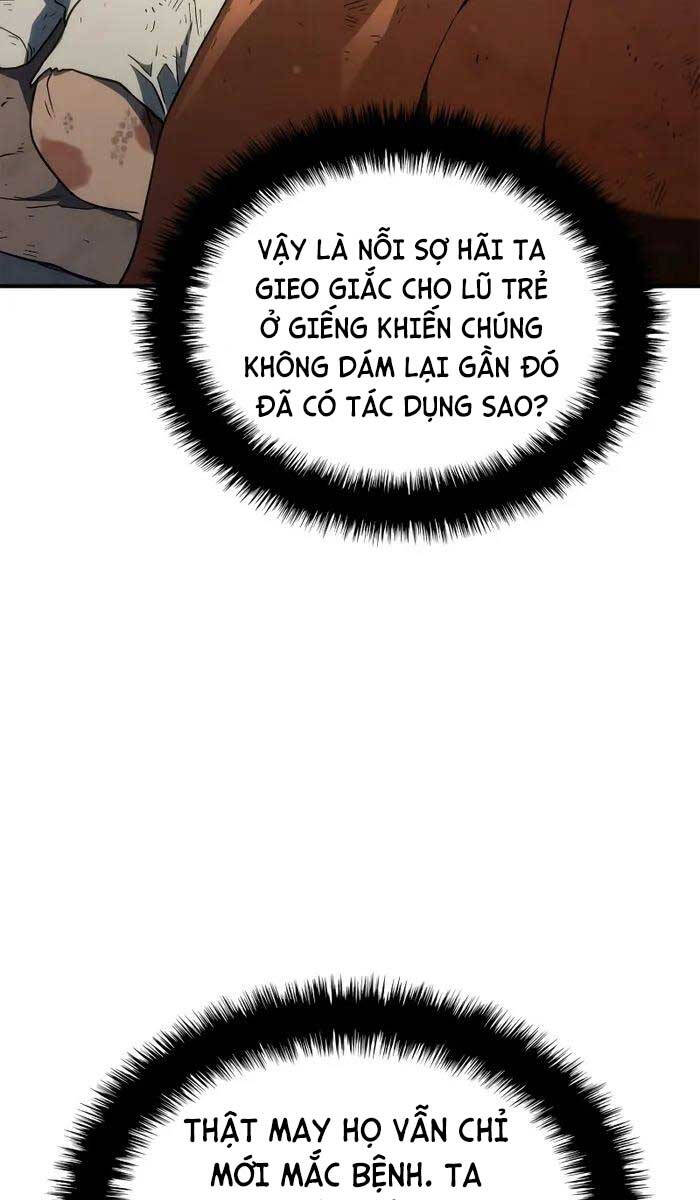 VẬY LÀ NỖI SỢ HÃI TA
GIEO GIẮC CHO LŨ TRẺ
Ở GIẾNG KHIẾN CHÚNG
KHÔNG DÁM LẠI GẦN ĐÓ
ĐÃ CÓ TÁC DỤNG SAO?
THẬT MAY HỌ VẪN CHỈ
MỚI MẮC BỆNH. TA